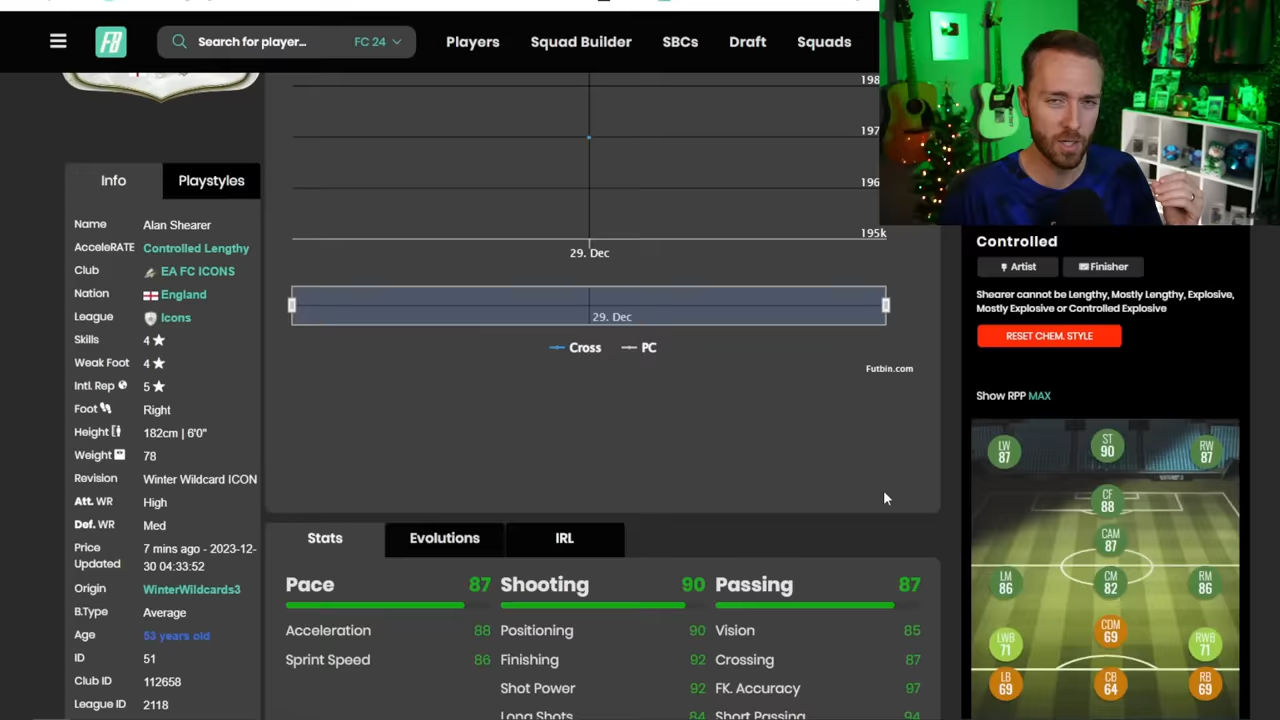 FB Search for player... FC 24 Players Squad Builder SBCs Draft Squads
198
197
196
195k
29. Dec
29. Dec
Cross PC
Futbin.com
Info Playstyles
Name Alan Shearer
AcceleRATE Controlled Lengthy
Club EA FC ICONS
Nation England
League Icons
Skills 4
Weak Foot 4
Intl. Rep 5
Foot Right
Height 182cm | 6'0"
Weight 78
Revision Winter Wildcard ICON
Att. WR High
Def. WR Med
Price Updated 7 mins ago - 2023-12-
30 04:33:52
Origin WinterWildcards3
B.Type Average
Age 53 years old
ID 51
Club ID 112658
League ID 2118
Stats Evolutions IRL
Pace 87 Shooting 90 Passing 87
Acceleration 88 Positioning 90 Vision 85
Sprint Speed 86 Finishing 92 Crossing 87
Shot Power 92 FK. Accuracy 97
Long Shots 84 Short Passing 94
Controlled
Artist Finisher
Shearer cannot be Lengthy, Mostly Lengthy, Explosive,
Mostly Explosive or Controlled Explosive
RESET CHEM. STYLE
Show RPP MAX
LW 87 ST 90 RW 87
CF 88
CAM 87
LM 86 CM 82 RM 86
CDM 69
LWB 71 RWB 71
LB 69 CB 64 RB 69